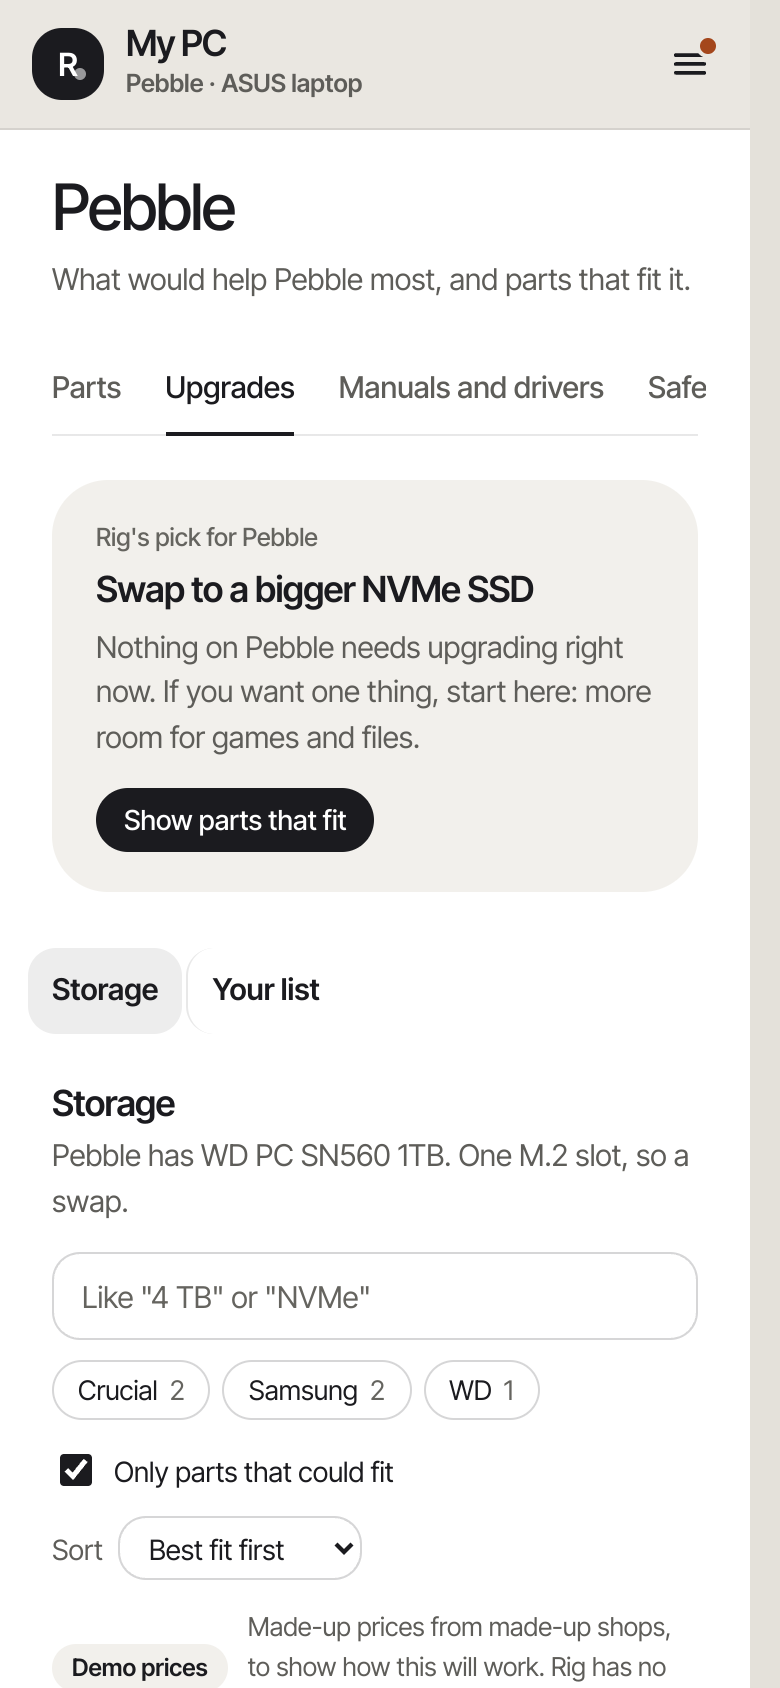 R
My PC
Pebble · ASUS laptop
Pebble
What would help Pebble most, and parts that fit it.
Parts Upgrades Manuals and drivers Safe
Rig's pick for Pebble
Swap to a bigger NVMe SSD
Nothing on Pebble needs upgrading right
now. If you want one thing, start here: more
room for games and files.
Show parts that fit
Storage Your list
Storage
Pebble has WD PC SN560 1TB. One M.2 slot, so a
swap.
Like "4 TB" or "NVMe"
Crucial 2 Samsung 2 WD 1
Only parts that could fit
Sort Best fit first
Made-up prices from made-up shops,
Demo prices to show how this will work. Rig has no